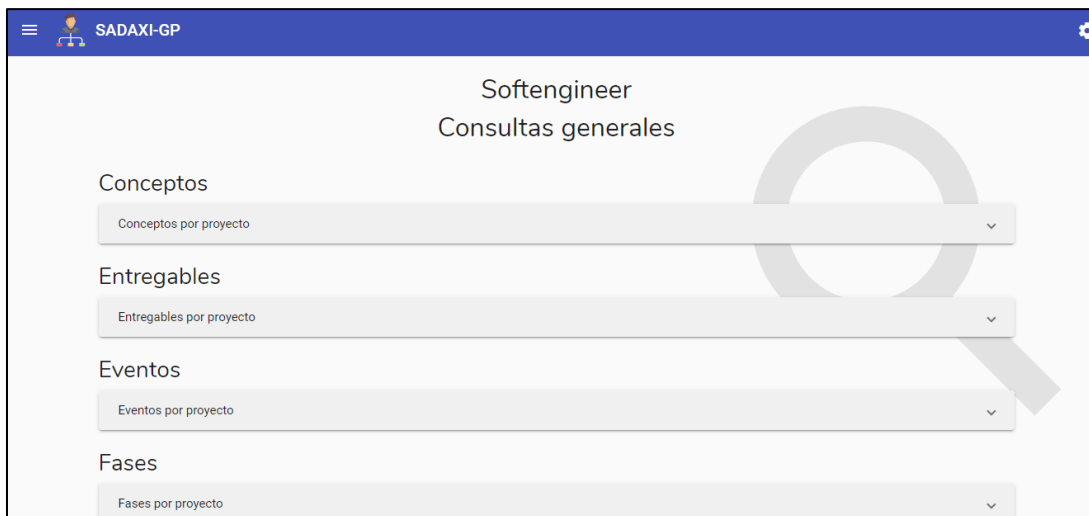 SADAXI-GP
Softengineer
Consultas generales
Conceptos
Conceptos por proyecto
Entregables
Entregables por proyecto
Eventos
Eventos por proyecto
Fases
Fases por proyecto